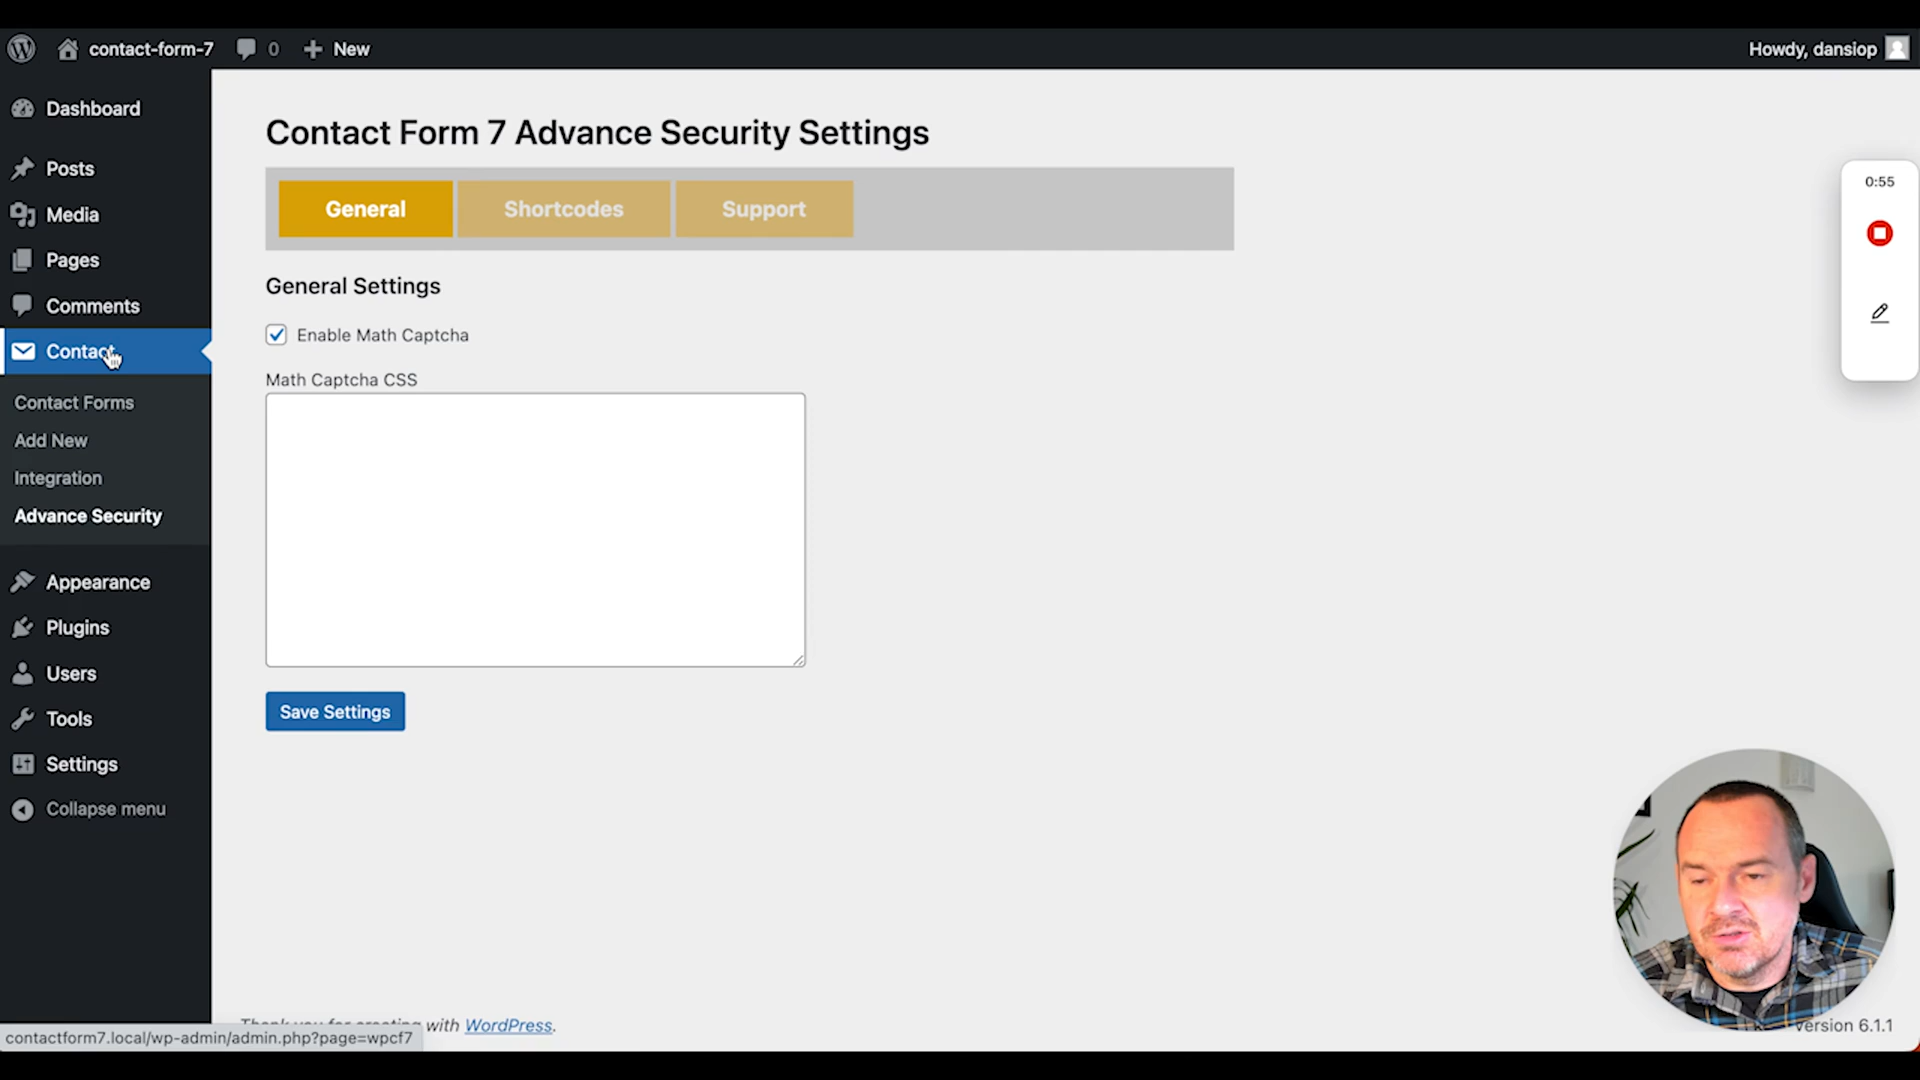 contact-form-7
0
New
Howdy, dansiop
Dashboard
Posts
Media
Pages
Comments
Contact
Contact Forms
Add New
Integration
Advance Security
Appearance
Plugins
Users
Tools
Settings
Collapse menu
Contact Form 7 Advance Security Settings
General
Shortcodes
Support
General Settings
Enable Math Captcha
Math Captcha CSS
Save Settings
0:55
Thank you for creating with WordPress.
Version 6.1.1
contactform7.local/wp-admin/admin.php?page=wpcf7